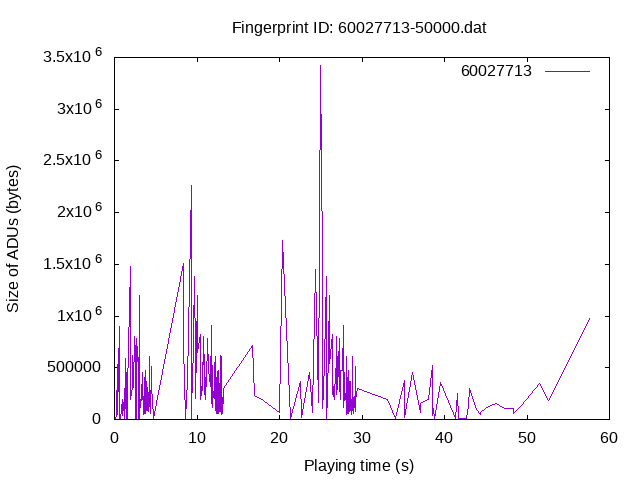 Fingerprint ID: 60027713-50000.dat
60027713
Size of ADUs (bytes)
3.5x10 6
3x10 6
2.5x10 6
2x10 6
1.5x10 6
1x10 6
500000
0
0 10 20 30 40 50 60
Playing time (s)